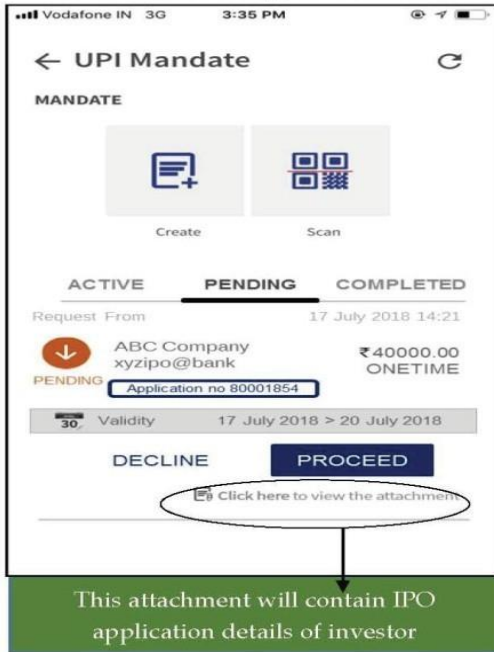 Vodafone IN 3G 3:35 PM
← UPI Mandate
MANDATE
Create Scan
ACTIVE PENDING COMPLETED
Request From 17 July 2018 14:21
ABC Company ₹40000.00
xyzipo@bank ONETIME
PENDING Application no 80001854
30 Validity 17 July 2018 > 20 July 2018
DECLINE PROCEED
Click here to view the attachment
This attachment will contain IPO
application details of investor